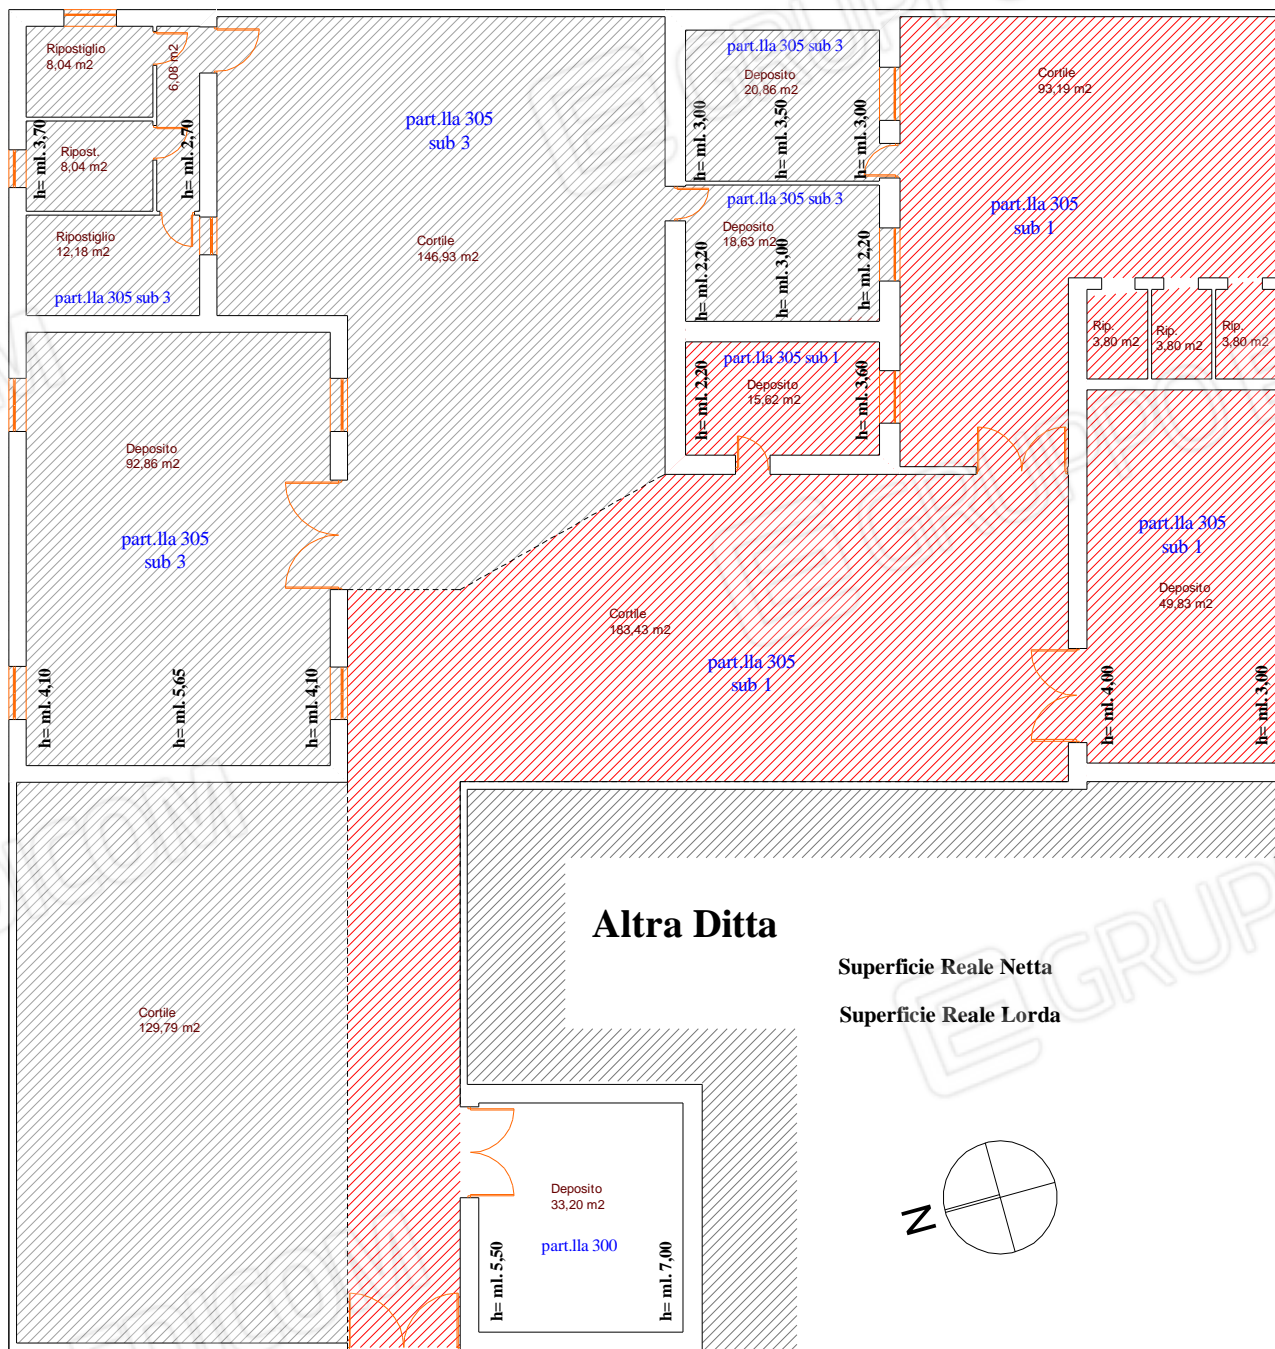 Ripostiglio
8,04 m2
6,08 m2
part.lla 305
sub 3
part.lla 305 sub 3
Deposito
20,86 m2
h= ml. 3,00
h= ml. 3,50
h= ml. 3,00
Cortile
93,19 m2
Ripost.
8,04 m2
h= ml. 3,70
h= ml. 2,70
part.lla 305 sub 3
Deposito
18,63 m2
h= ml. 2,20
h= ml. 3,00
h= ml. 2,20
part.lla 305
sub 1
Ripostiglio
12,18 m2
part.lla 305 sub 3
Cortile
146,93 m2
Rip.
3,80 m2
Rip.
3,80 m2
Rip.
3,80 m2
part.lla 305 sub 1
Deposito
15,62 m2
h= ml. 2,20
h= ml. 3,60
Deposito
92,86 m2
part.lla 305
sub 3
h= ml. 4,10
h= ml. 5,65
h= ml. 4,10
part.lla 305
sub 1
Deposito
49,83 m2
h= ml. 4,00
h= ml. 3,00
Cortile
183,43 m2
part.lla 305
sub 1
Altra Ditta
Superficie Reale Netta
Superficie Reale Lorda
Cortile
129,79 m2
Deposito
33,20 m2
part.lla 300
h= ml. 5,50
h= ml. 7,00
N
GRUPPO
GRUP
EDICOM